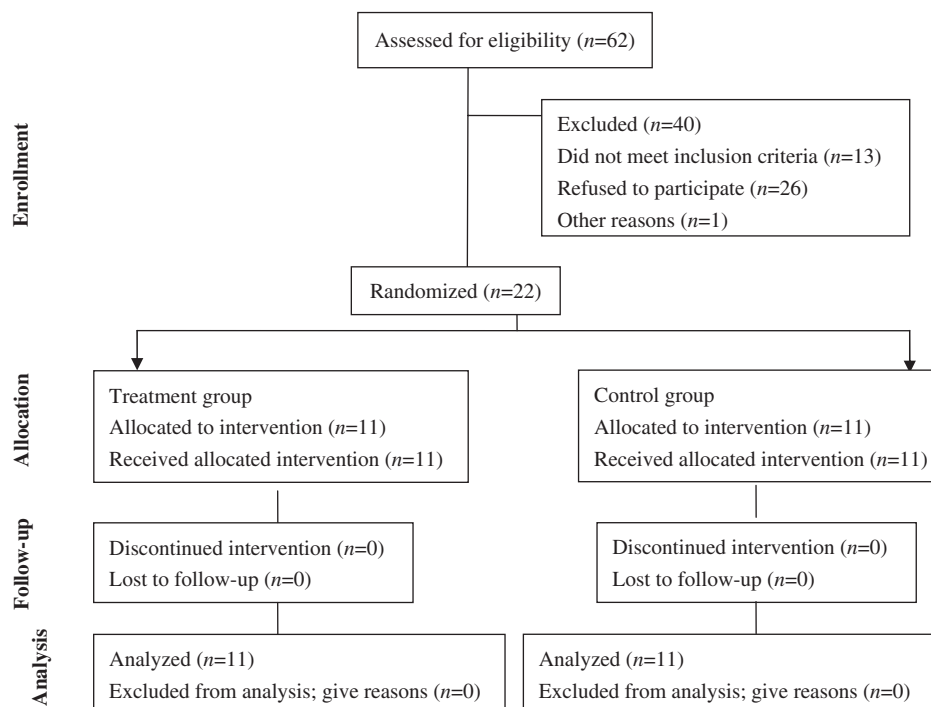 Assessed for eligibility (n=62)
Enrollment
Excluded (n=40)
Did not meet inclusion criteria (n=13)
Refused to participate (n=26)
Other reasons (n=1)
Randomized (n=22)
Allocation
Treatment group
Allocated to intervention (n=11)
Received allocated intervention (n=11)
Control group
Allocated to intervention (n=11)
Received allocated intervention (n=11)
Follow-up
Discontinued intervention (n=0)
Lost to follow-up (n=0)
Discontinued intervention (n=0)
Lost to follow-up (n=0)
Analysis
Analyzed (n=11)
Excluded from analysis; give reasons (n=0)
Analyzed (n=11)
Excluded from analysis; give reasons (n=0)